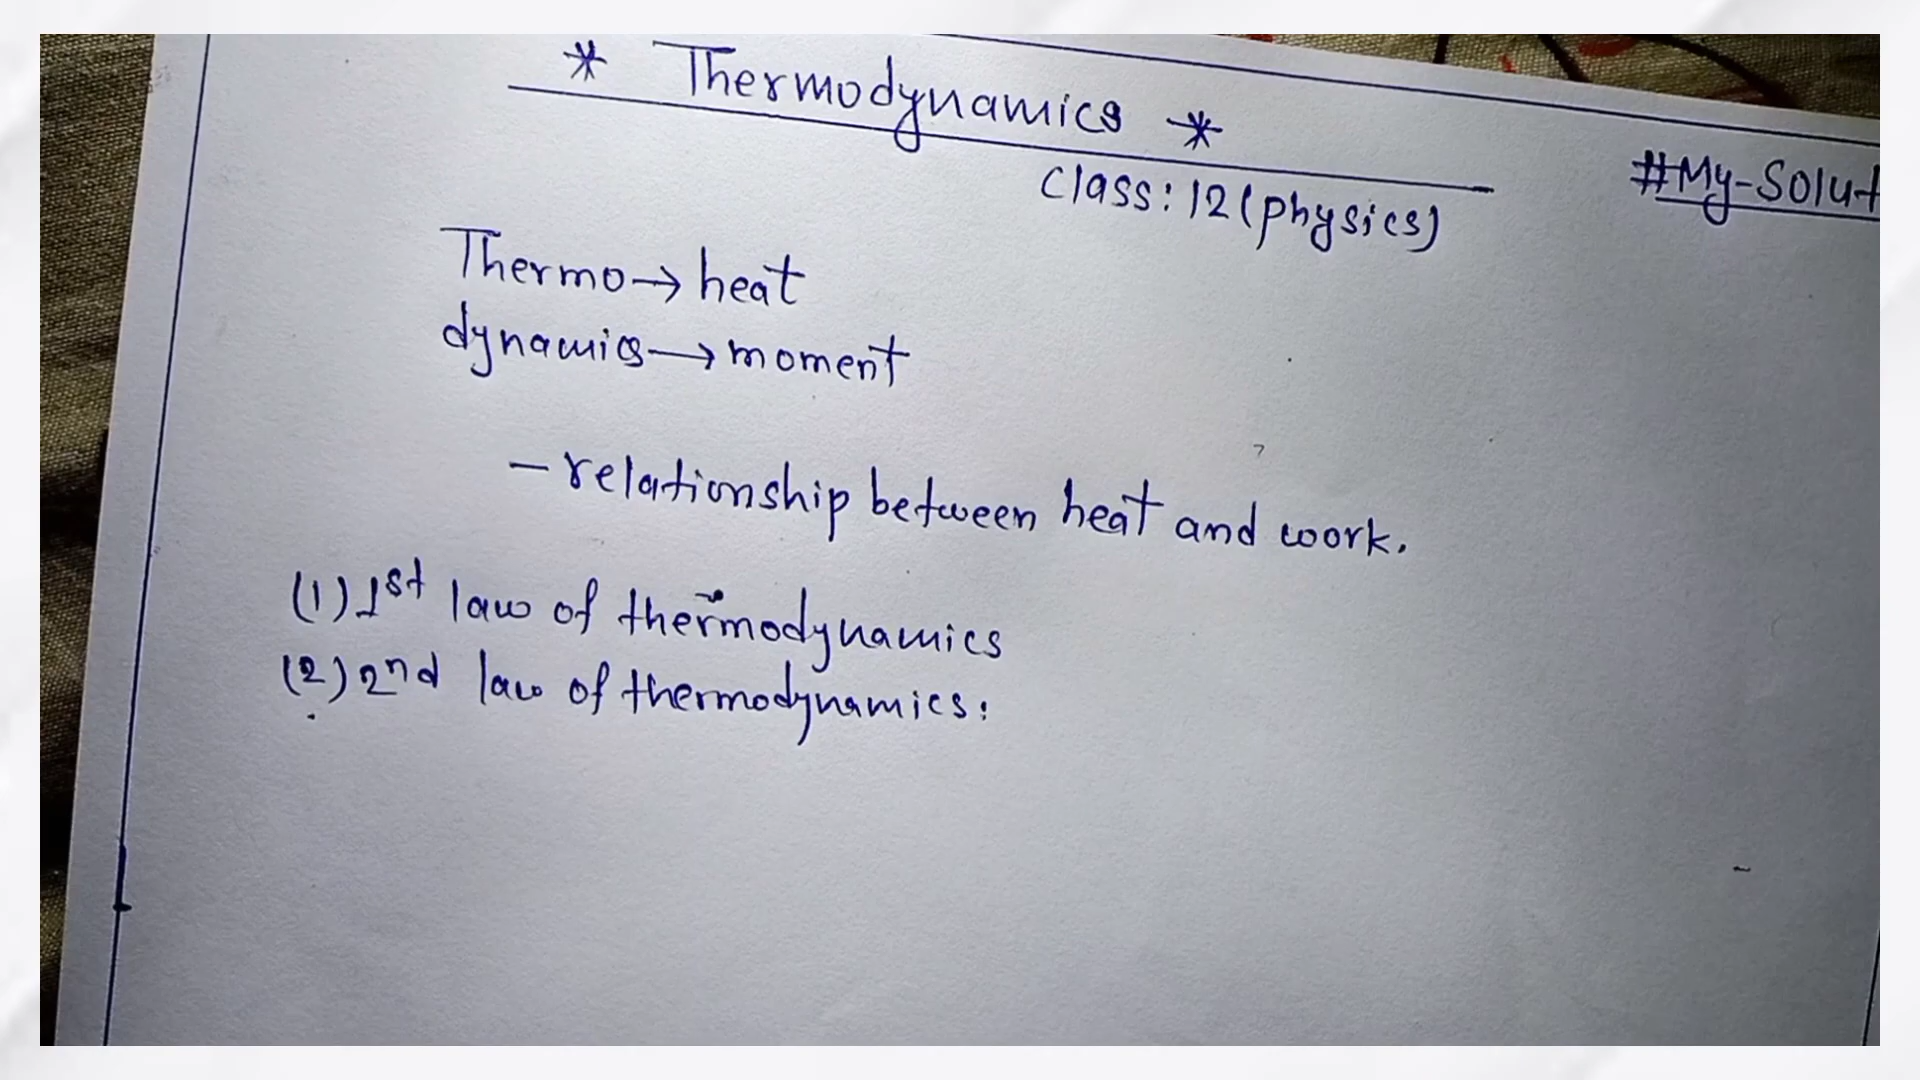 * Thermodynamics *
Class: 12 (physics)
#My-Solut
Thermo → heat
dynamics → moment
- relationship between heat and work.
(1) 1st law of thermodynamics
(2) 2nd law of thermodynamics: